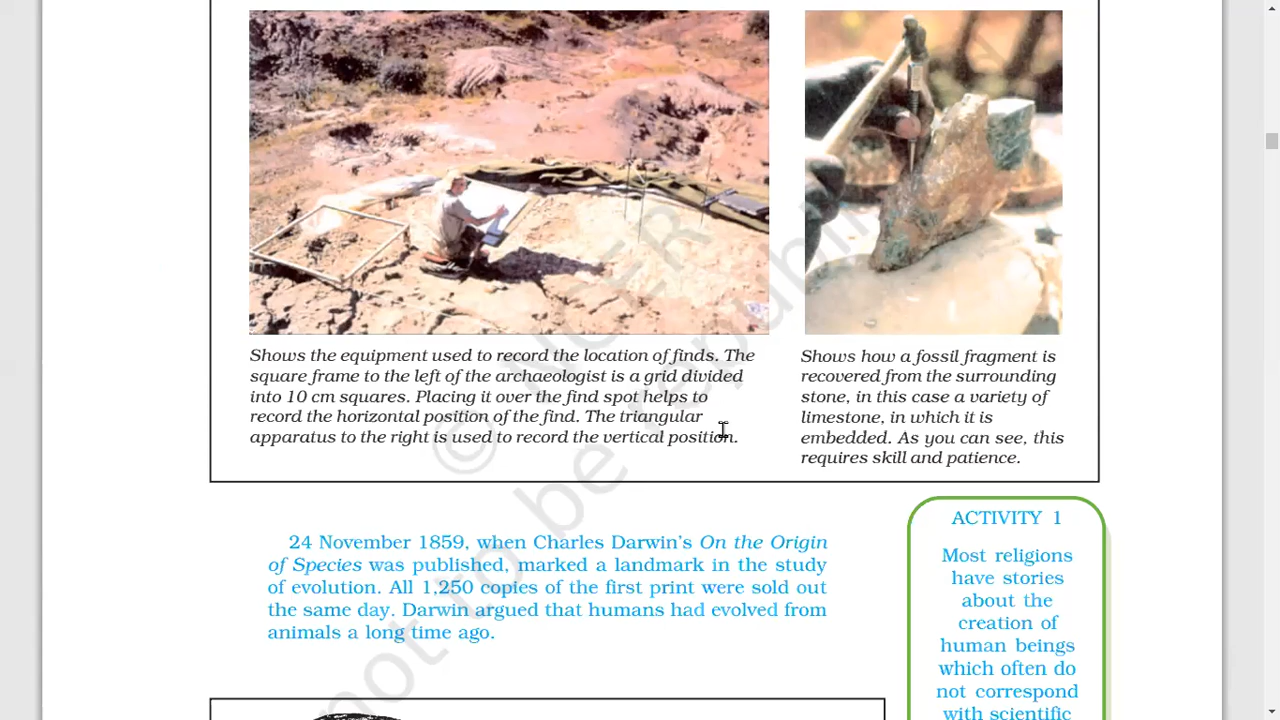 Shows the equipment used to record the location of finds. The
square frame to the left of the archaeologist is a grid divided
into 10 cm squares. Placing it over the find spot helps to
record the horizontal position of the find. The triangular
apparatus to the right is used to record the vertical position.
Shows how a fossil fragment is
recovered from the surrounding
stone, in this case a variety of
limestone, in which it is
embedded. As you can see, this
requires skill and patience.
24 November 1859, when Charles Darwin's On the Origin
of Species was published, marked a landmark in the study
of evolution. All 1,250 copies of the first print were sold out
the same day. Darwin argued that humans had evolved from
animals a long time ago.
ACTIVITY 1
Most religions
have stories
about the
creation of
human beings
which often do
not correspond
with scientific
© NCER
not to be republi